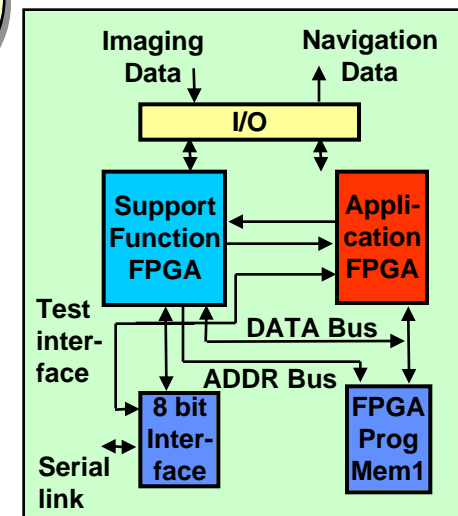 Imaging
Data
Navigation
Data
I/O
Support
Function
FPGA
Appli-
cation
FPGA
Test
inter-
face
DATA Bus
ADDR Bus
8 bit
Inter-
face
FPGA
Prog
Mem1
Serial
link